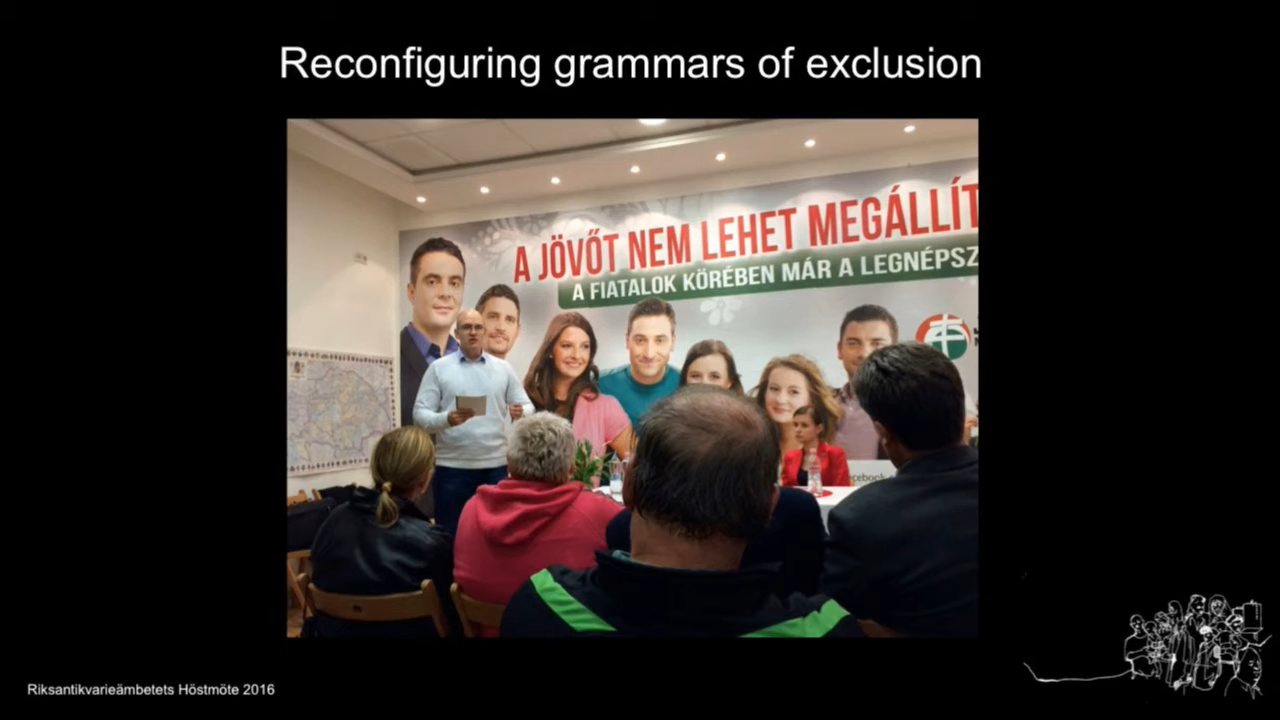 Reconfiguring grammars of exclusion
A JÖVŐT NEM LEHET MEGÁLLÍT
A FIATALOK KÖRÉBEN MÁR A LEGNÉPSZ
Riksantikvarieämbetets Höstmöte 2016